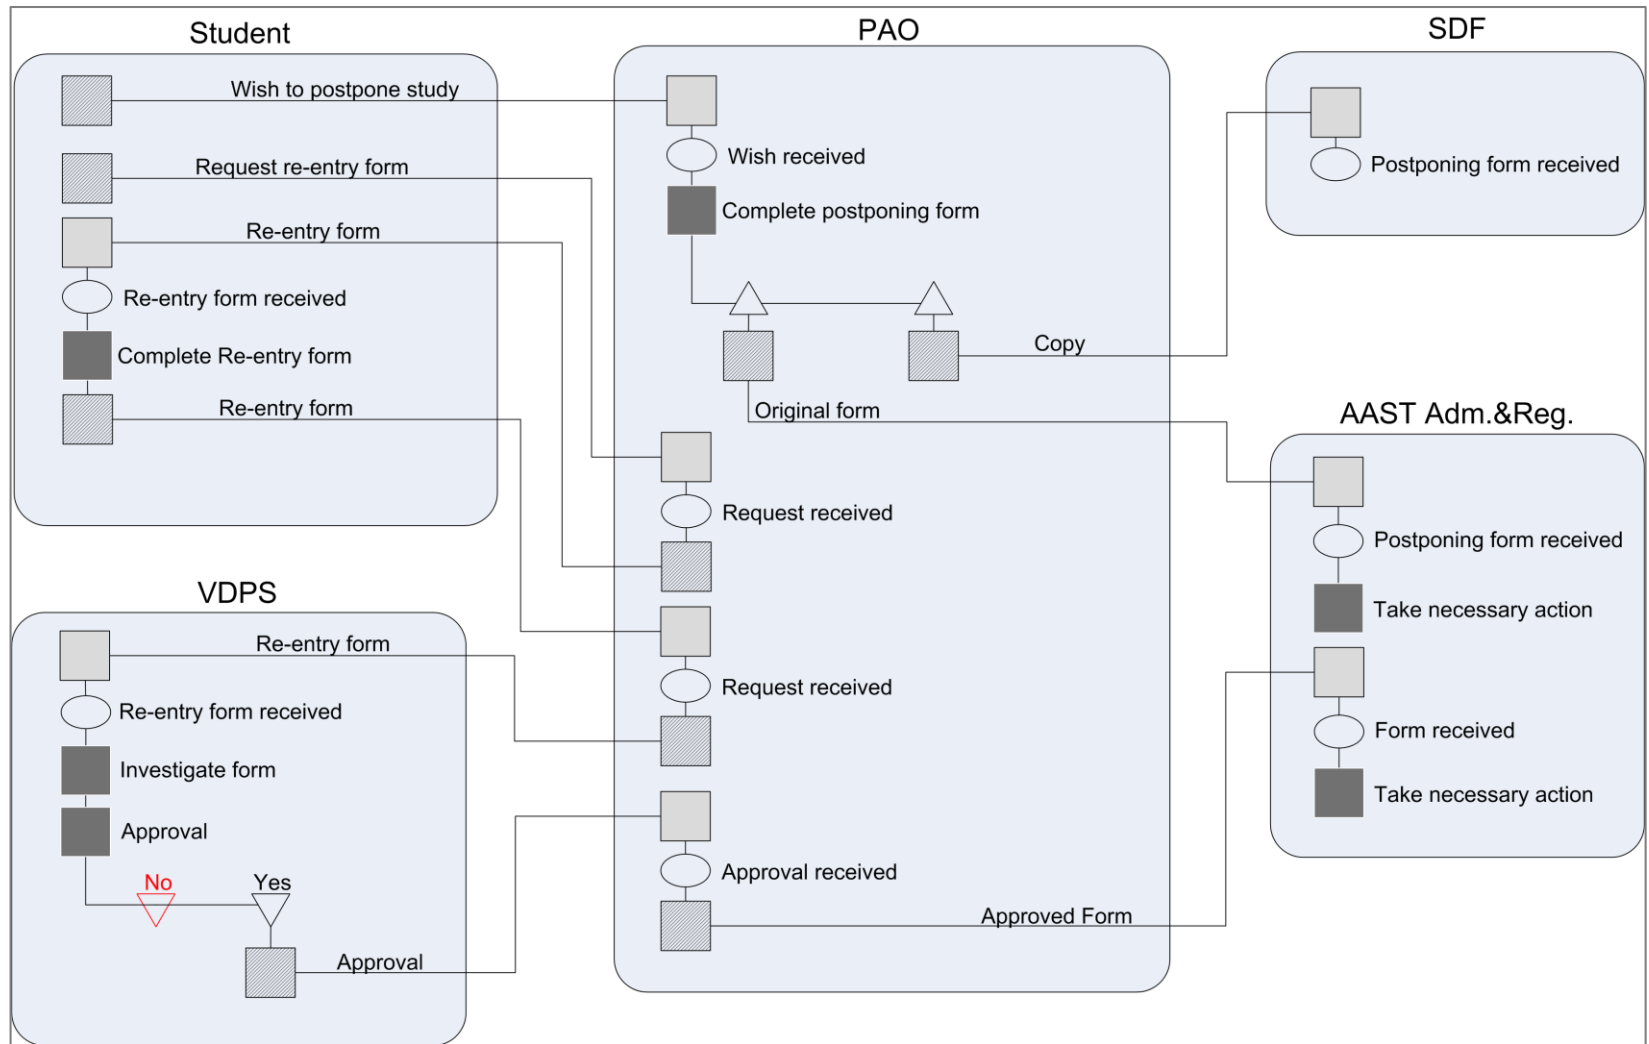 Student
Wish to postpone study
Request re-entry form
Re-entry form
Re-entry form received
Complete Re-entry form
Re-entry form
VDPS
Re-entry form
Re-entry form received
Investigate form
Approval
No
Yes
Approval
PAO
Wish received
Complete postponing form
Copy
Original form
Request received
Request received
Approval received
Approved Form
SDF
Postponing form received
AAST Adm.&Reg.
Postponing form received
Take necessary action
Form received
Take necessary action